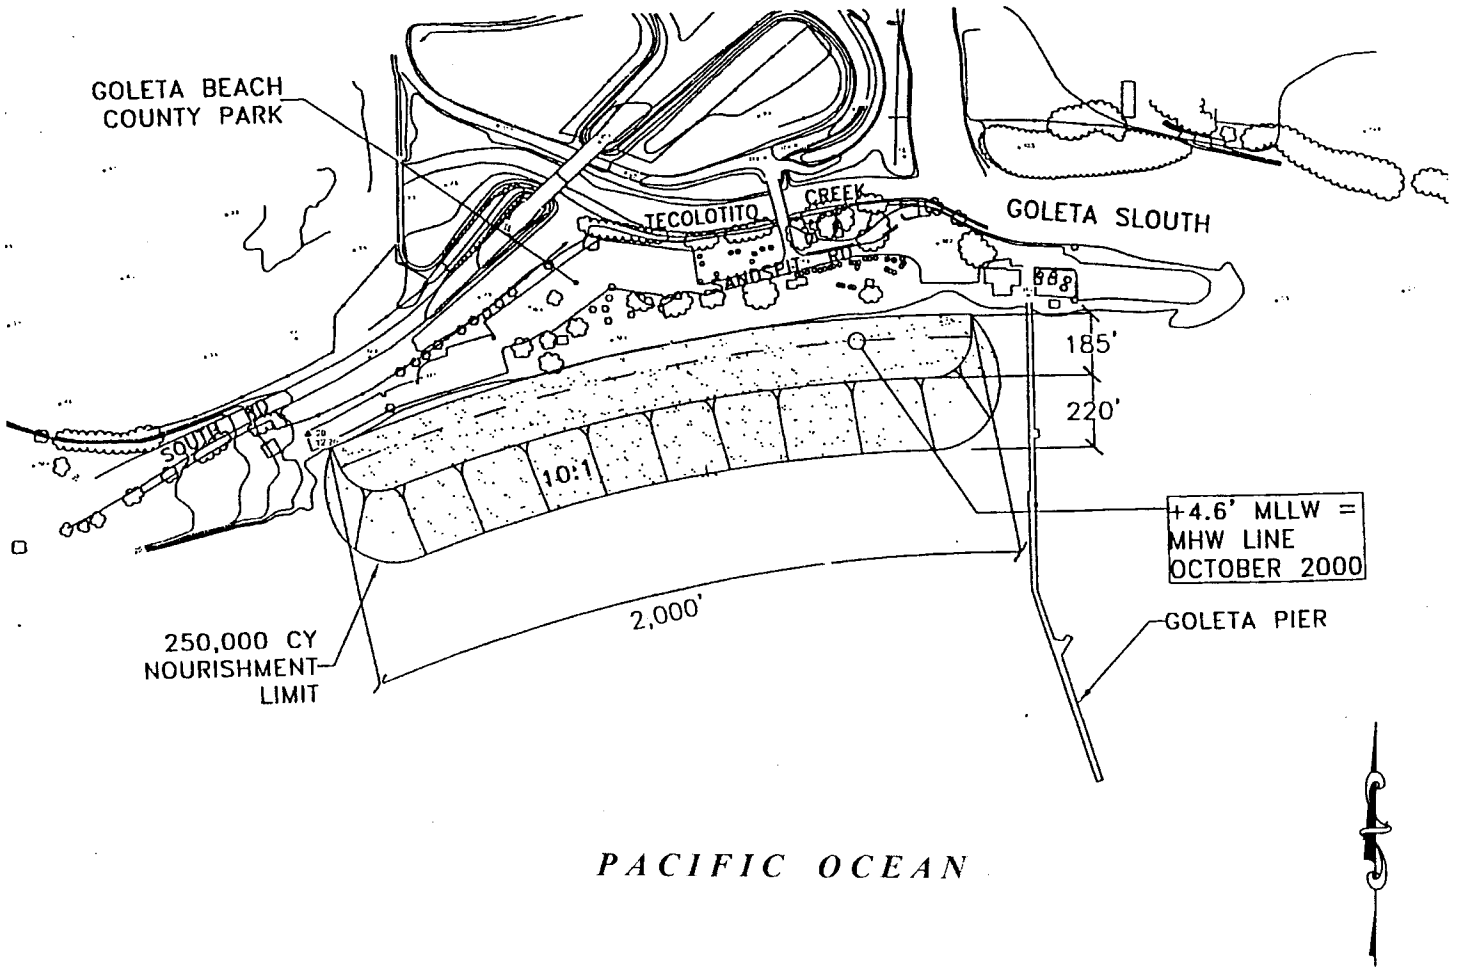 GOLETA BEACH
COUNTY PARK
TECOLOTITO CREEK
GOLETA SLOUTH
SANDSPIT RD
185'
220'
SOUTH RD
10:1
+4.6' MLLW =
MHW LINE
OCTOBER 2000
2,000'
GOLETA PIER
250,000 CY
NOURISHMENT
LIMIT
PACIFIC OCEAN